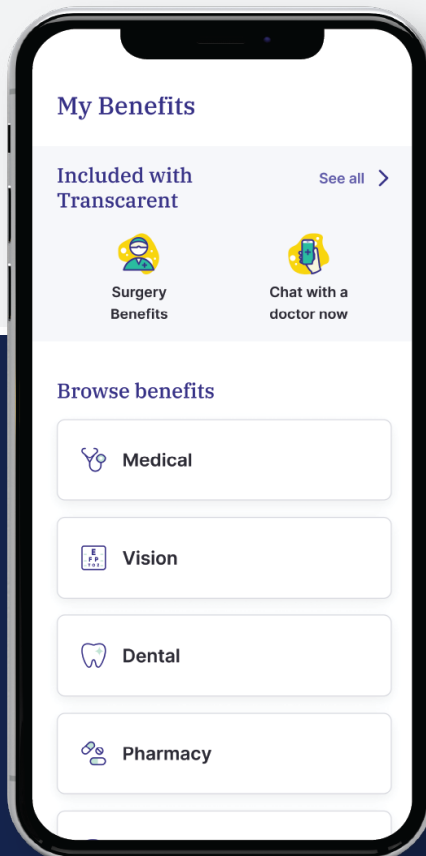 My Benefits
Included with
Transcarent
See all
Surgery
Benefits
Chat with a
doctor now
Browse benefits
Medical
E
F P
Vision
Dental
Pharmacy